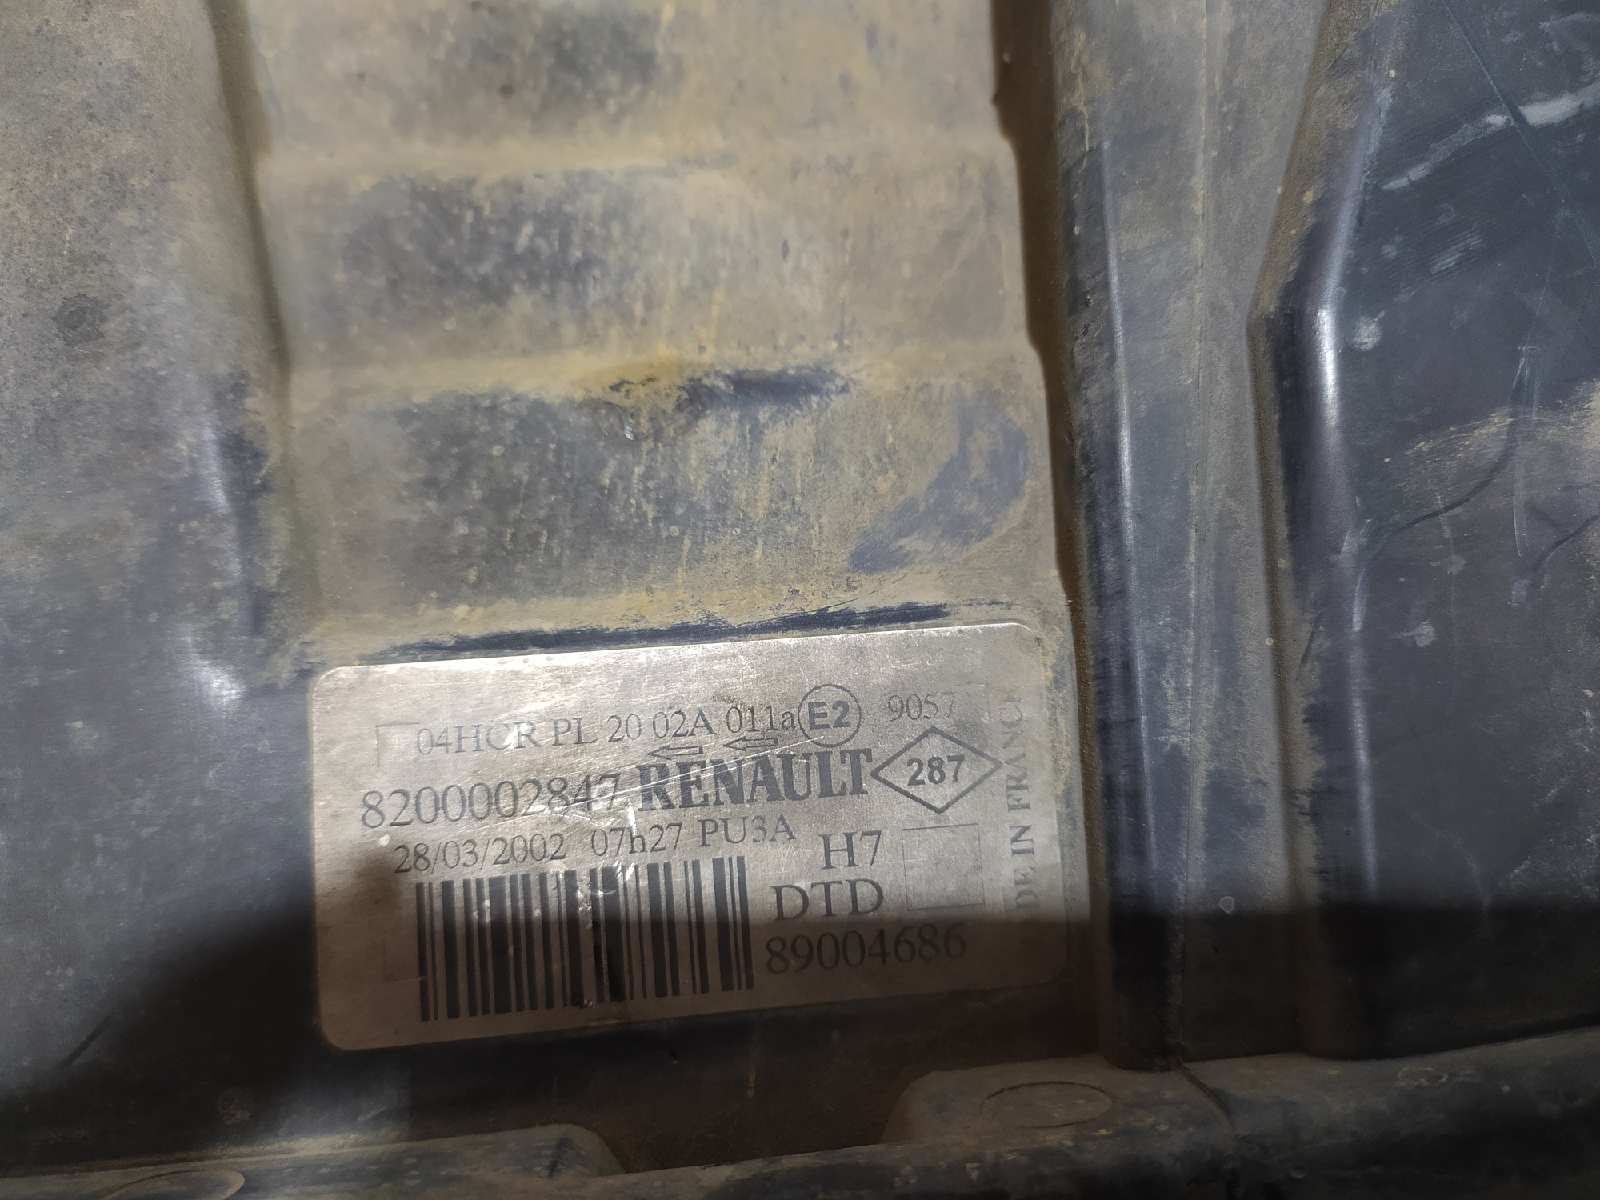 04HCR PL 20 02A 011a E2 9057
8200002847 RENAULT 287
28/03/2002 07h27 PU3A
H7
DTD
89004686
DE IN FRANC